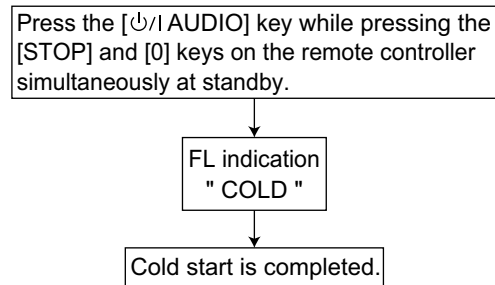 Press the [⏻/I AUDIO] key while pressing the
[STOP] and [0] keys on the remote controller
simultaneously at standby.
FL indication
" COLD "
Cold start is completed.